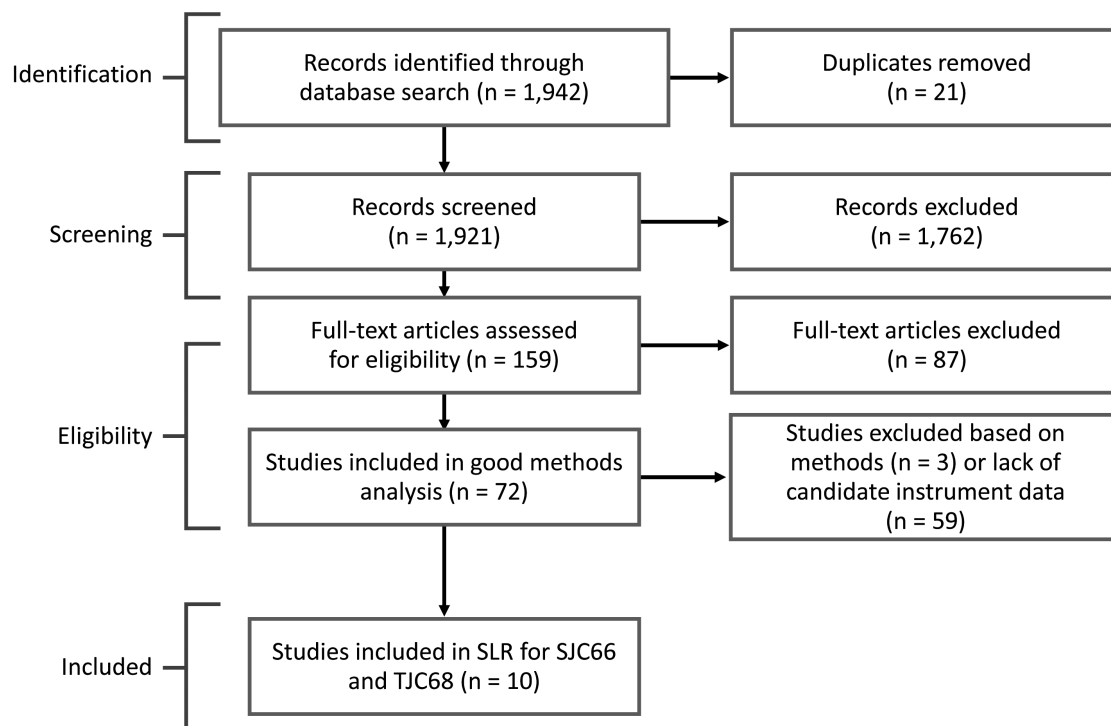 Identification
Records identified through
database search (n = 1,942)
Duplicates removed
(n = 21)
Screening
Records screened
(n = 1,921)
Records excluded
(n = 1,762)
Full-text articles assessed
for eligibility (n = 159)
Full-text articles excluded
(n = 87)
Eligibility
Studies included in good methods
analysis (n = 72)
Studies excluded based on
methods (n = 3) or lack of
candidate instrument data
(n = 59)
Included
Studies included in SLR for SJC66
and TJC68 (n = 10)